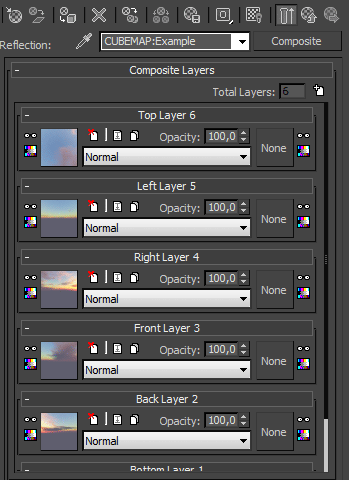 Reflection: CUBEMAP:Example Composite
Composite Layers
Total Layers: 6
- Top Layer 6
Opacity: 100,0
Normal None
- Left Layer 5
Opacity: 100,0
Normal None
- Right Layer 4
Opacity: 100,0
Normal None
- Front Layer 3
Opacity: 100,0
Normal None
- Back Layer 2
Opacity: 100,0
Normal None
Bottom Layer 1